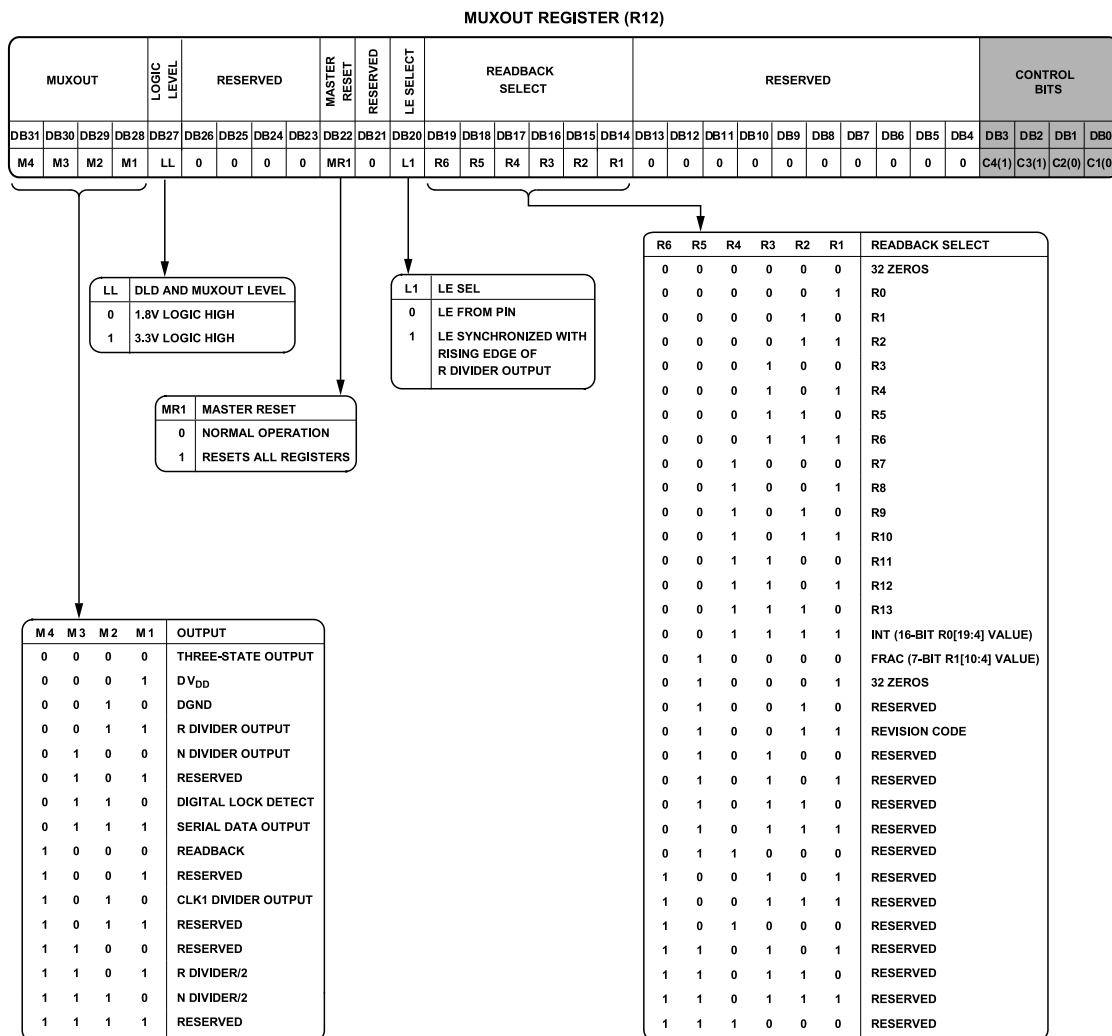 MUXOUT REGISTER (R12)
MUXOUT
LOGIC
LEVEL
RESERVED
MASTER
RESET
RESERVED
LE SELECT
READBACK
SELECT
RESERVED
CONTROL
BITS
DB31 DB30 DB29 DB28 DB27 DB26 DB25 DB24 DB23 DB22 DB21 DB20 DB19 DB18 DB17 DB16 DB15 DB14 DB13 DB12 DB11 DB10 DB9 DB8 DB7 DB6 DB5 DB4 DB3 DB2 DB1 DB0
M4 M3 M2 M1 LL 0 0 0 0 MR1 0 L1 R6 R5 R4 R3 R2 R1 0 0 0 0 0 0 0 0 0 0 C4(1) C3(1) C2(0) C1(0
LL DLD AND MUXOUT LEVEL
0 1.8V LOGIC HIGH
1 3.3V LOGIC HIGH
L1 LE SEL
0 LE FROM PIN
1 LE SYNCHRONIZED WITH
RISING EDGE OF
R DIVIDER OUTPUT
MR1 MASTER RESET
0 NORMAL OPERATION
1 RESETS ALL REGISTERS
M4 M3 M2 M1 OUTPUT
0 0 0 0 THREE-STATE OUTPUT
0 0 0 1 DVDD
0 0 1 0 DGND
0 0 1 1 R DIVIDER OUTPUT
0 1 0 0 N DIVIDER OUTPUT
0 1 0 1 RESERVED
0 1 1 0 DIGITAL LOCK DETECT
0 1 1 1 SERIAL DATA OUTPUT
1 0 0 0 READBACK
1 0 0 1 RESERVED
1 0 1 0 CLK1 DIVIDER OUTPUT
1 0 1 1 RESERVED
1 1 0 0 RESERVED
1 1 0 1 R DIVIDER/2
1 1 1 0 N DIVIDER/2
1 1 1 1 RESERVED
R6 R5 R4 R3 R2 R1 READBACK SELECT
0 0 0 0 0 0 32 ZEROS
0 0 0 0 0 1 R0
0 0 0 0 1 0 R1
0 0 0 0 1 1 R2
0 0 0 1 0 0 R3
0 0 0 1 0 1 R4
0 0 0 1 1 0 R5
0 0 0 1 1 1 R6
0 0 1 0 0 0 R7
0 0 1 0 0 1 R8
0 0 1 0 1 0 R9
0 0 1 0 1 1 R10
0 0 1 1 0 0 R11
0 0 1 1 0 1 R12
0 0 1 1 1 0 R13
0 0 1 1 1 1 INT (16-BIT R0[19:4] VALUE)
0 1 0 0 0 0 FRAC (7-BIT R1[10:4] VALUE)
0 1 0 0 0 1 32 ZEROS
0 1 0 0 1 0 RESERVED
0 1 0 0 1 1 REVISION CODE
0 1 0 1 0 0 RESERVED
0 1 0 1 0 1 RESERVED
0 1 0 1 1 0 RESERVED
0 1 0 1 1 1 RESERVED
0 1 1 0 0 0 RESERVED
1 0 0 1 0 1 RESERVED
1 0 0 1 1 1 RESERVED
1 0 1 0 0 0 RESERVED
1 1 0 1 0 1 RESERVED
1 1 0 1 1 0 RESERVED
1 1 0 1 1 1 RESERVED
1 1 1 0 0 0 RESERVED